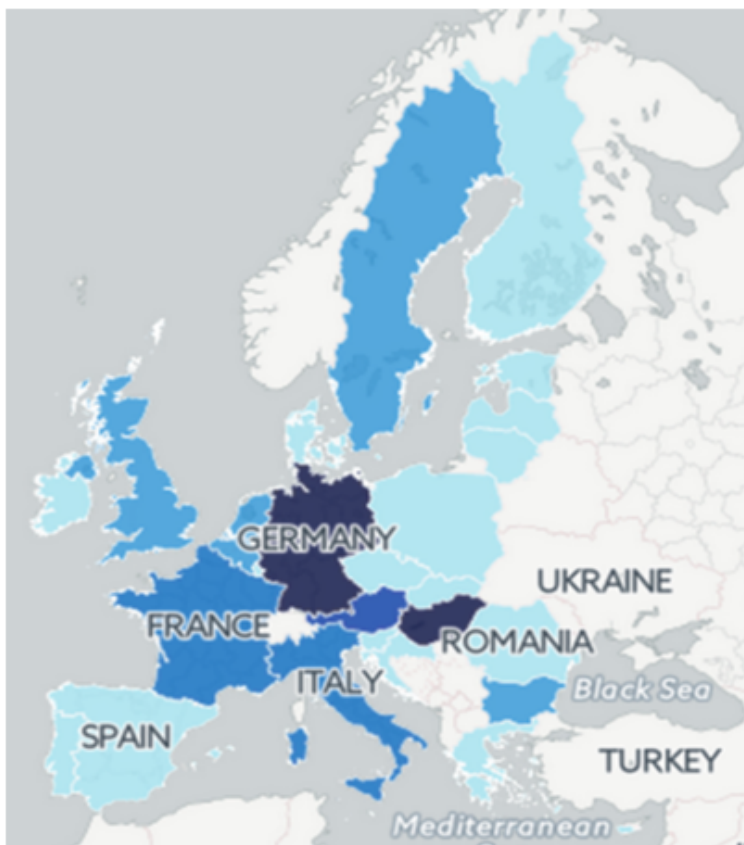 GERMANY
UKRAINE
FRANCE
ROMANIA
ITALY
Black Sea
SPAIN
TURKEY
Mediterranean